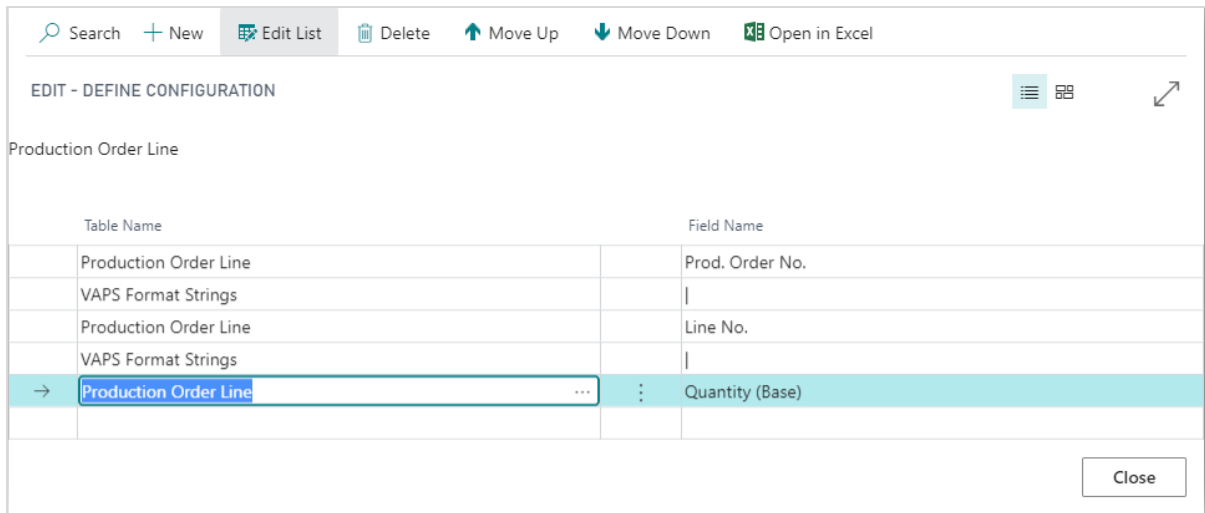 Search New Edit List Delete Move Up Move Down Open in Excel
EDIT - DEFINE CONFIGURATION
Production Order Line
Table Name Field Name
Production Order Line Prod. Order No.
VAPS Format Strings |
Production Order Line Line No.
VAPS Format Strings |
Production Order Line Quantity (Base)
Close